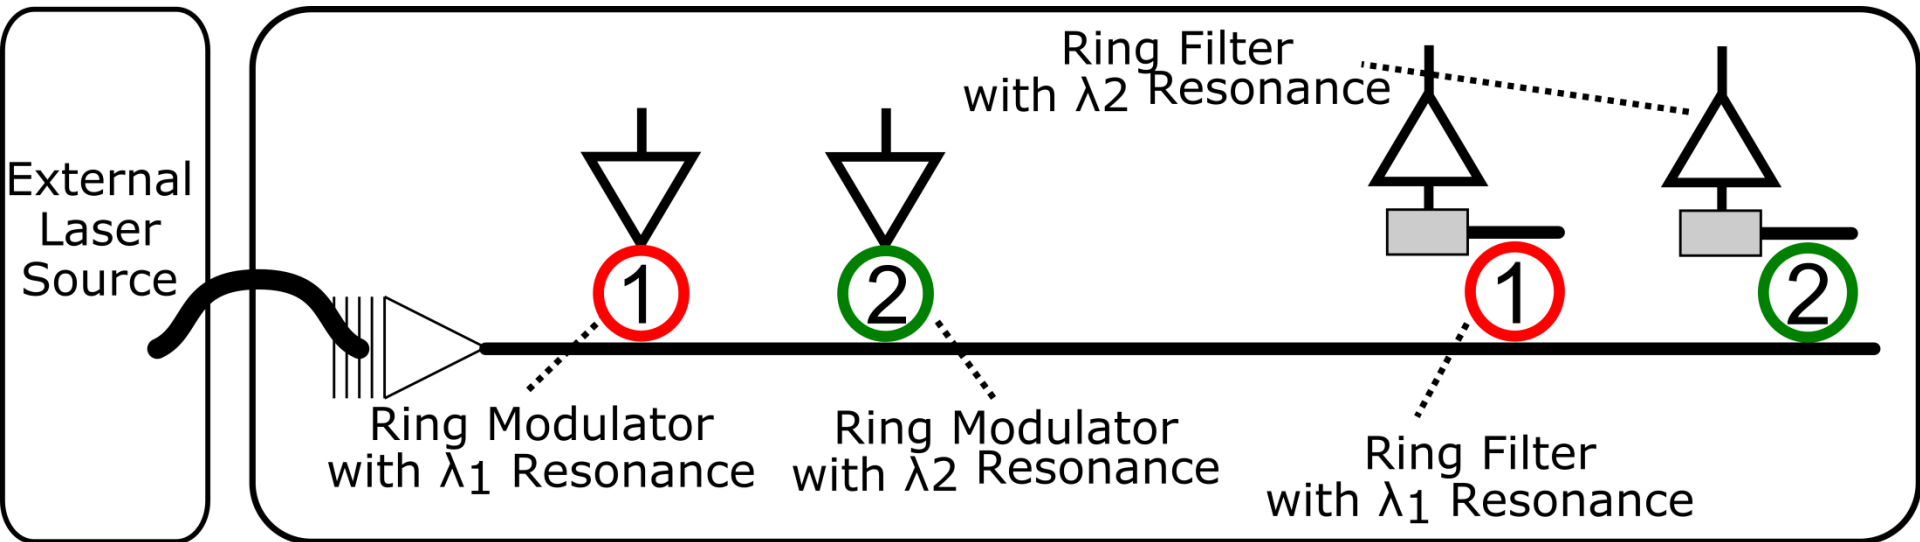 External
Laser
Source
Ring Filter
with λ2 Resonance
1
2
1
2
Ring Modulator
with λ1 Resonance
Ring Modulator
with λ2 Resonance
Ring Filter
with λ1 Resonance